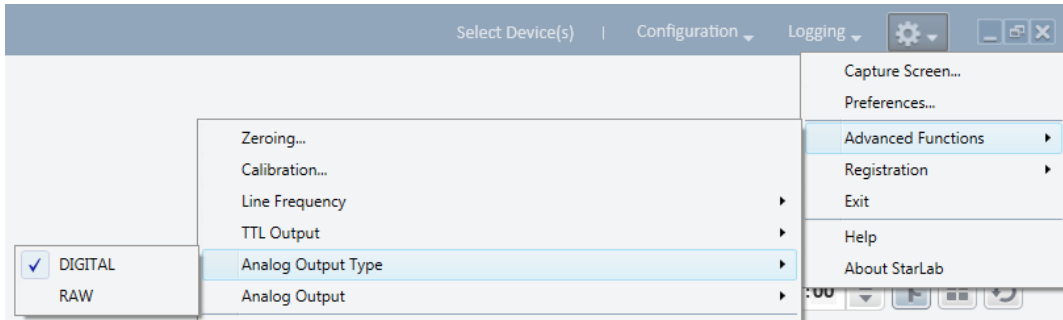 Select Device(s) | Configuration Logging
Capture Screen...
Preferences...
Advanced Functions
Registration
Exit
Help
About StarLab
Zeroing...
Calibration...
Line Frequency
TTL Output
Analog Output Type
Analog Output
DIGITAL
RAW
:00